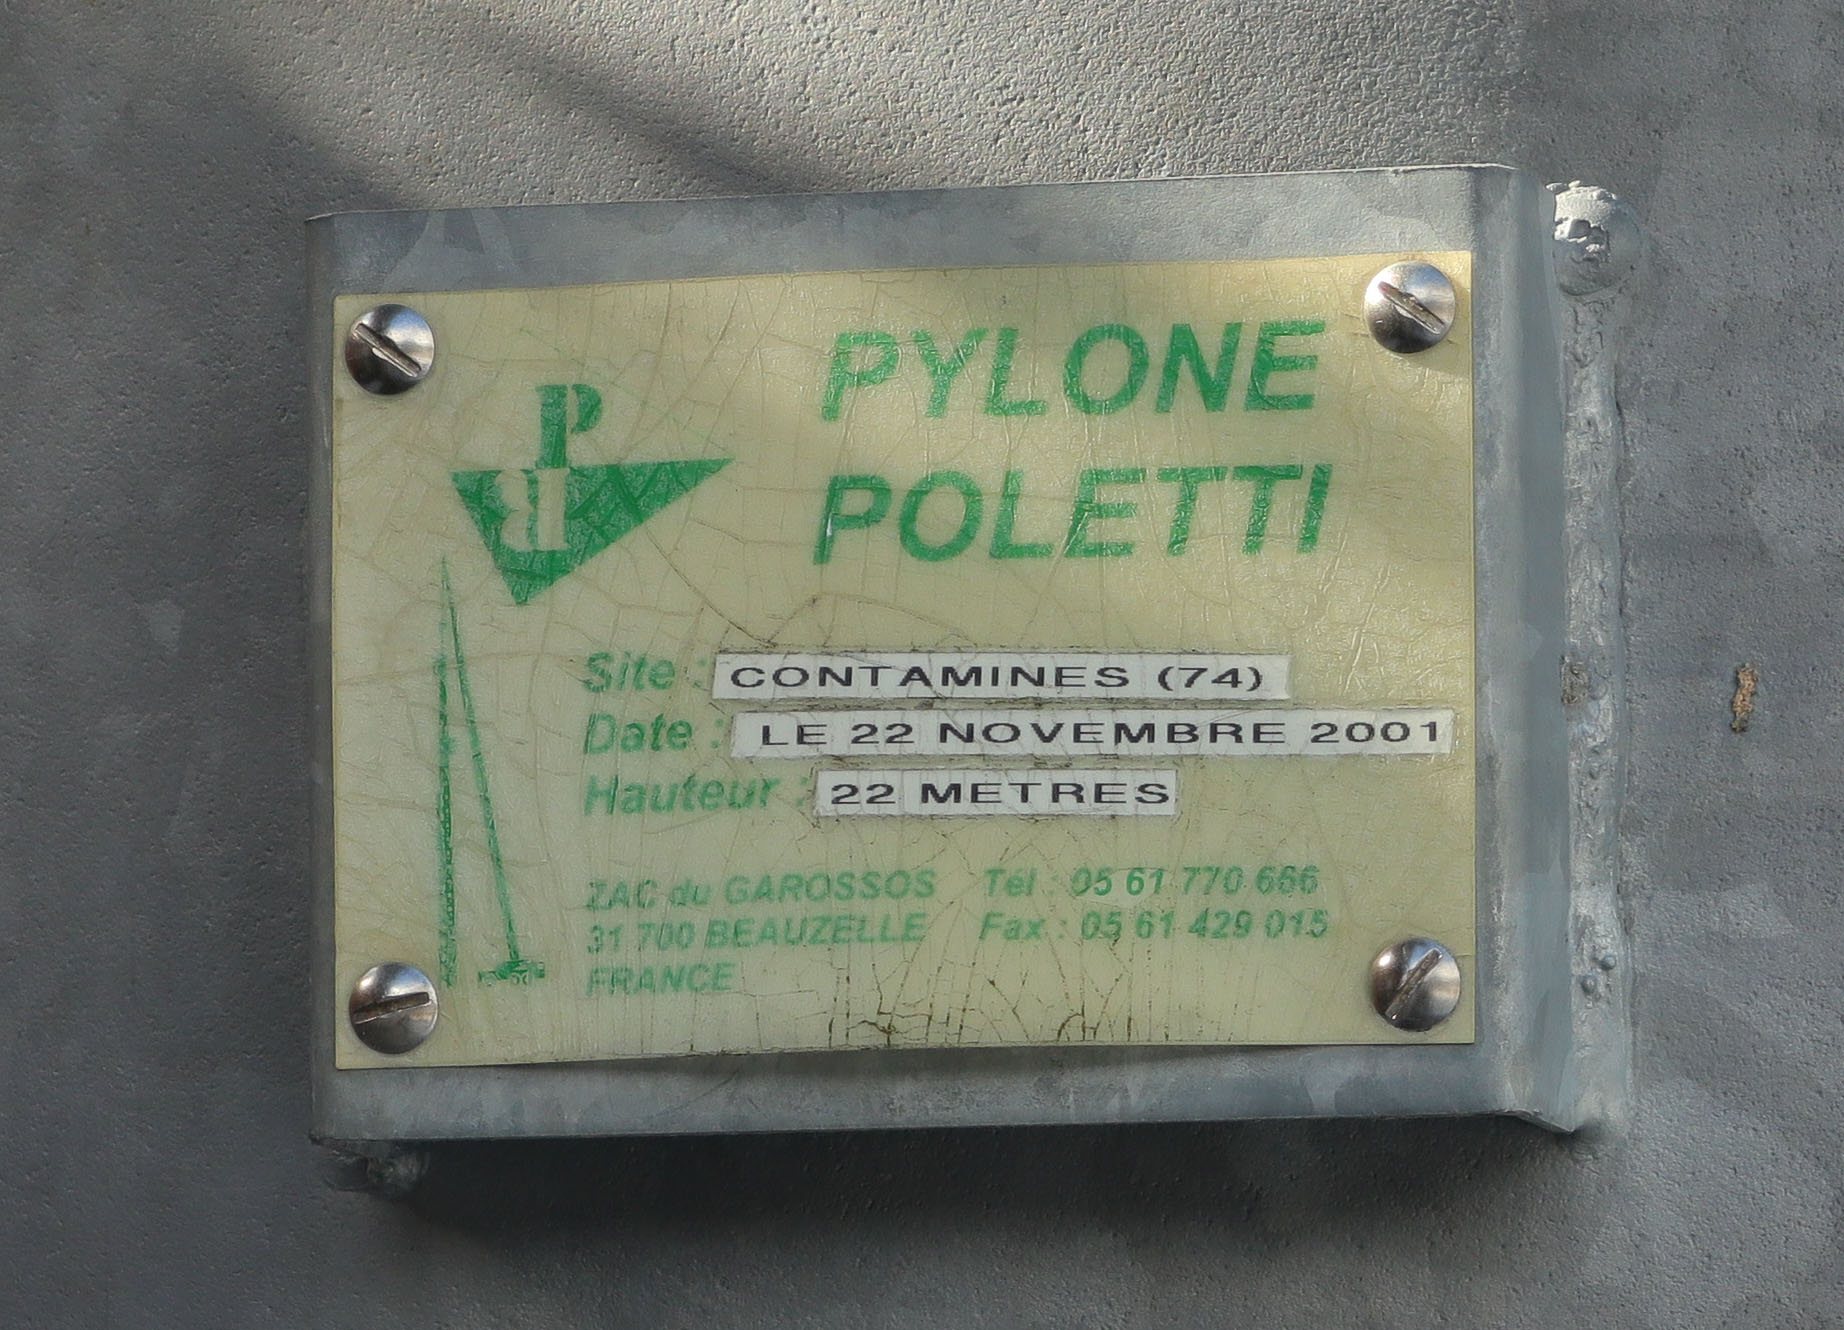 PYLONE
POLETTI
P
R
Site : CONTAMINES (74)
Date : LE 22 NOVEMBRE 2001
Hauteur : 22 METRES
ZAC du GAROSSOS Tél : 05 61 770 666
31 700 BEAUZELLE Fax : 05 61 429 015
FRANCE